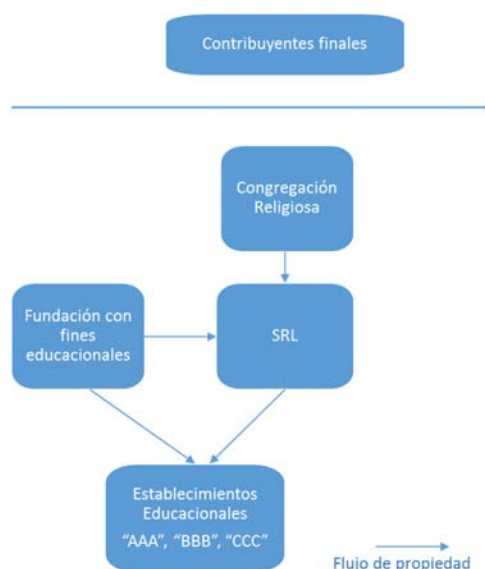 Contribuyentes finales
Congregación
Religiosa
Fundación con
fines
educacionales
SRL
Establecimientos
Educacionales
“AAA”, “BBB”, “CCC”
Flujo de propiedad